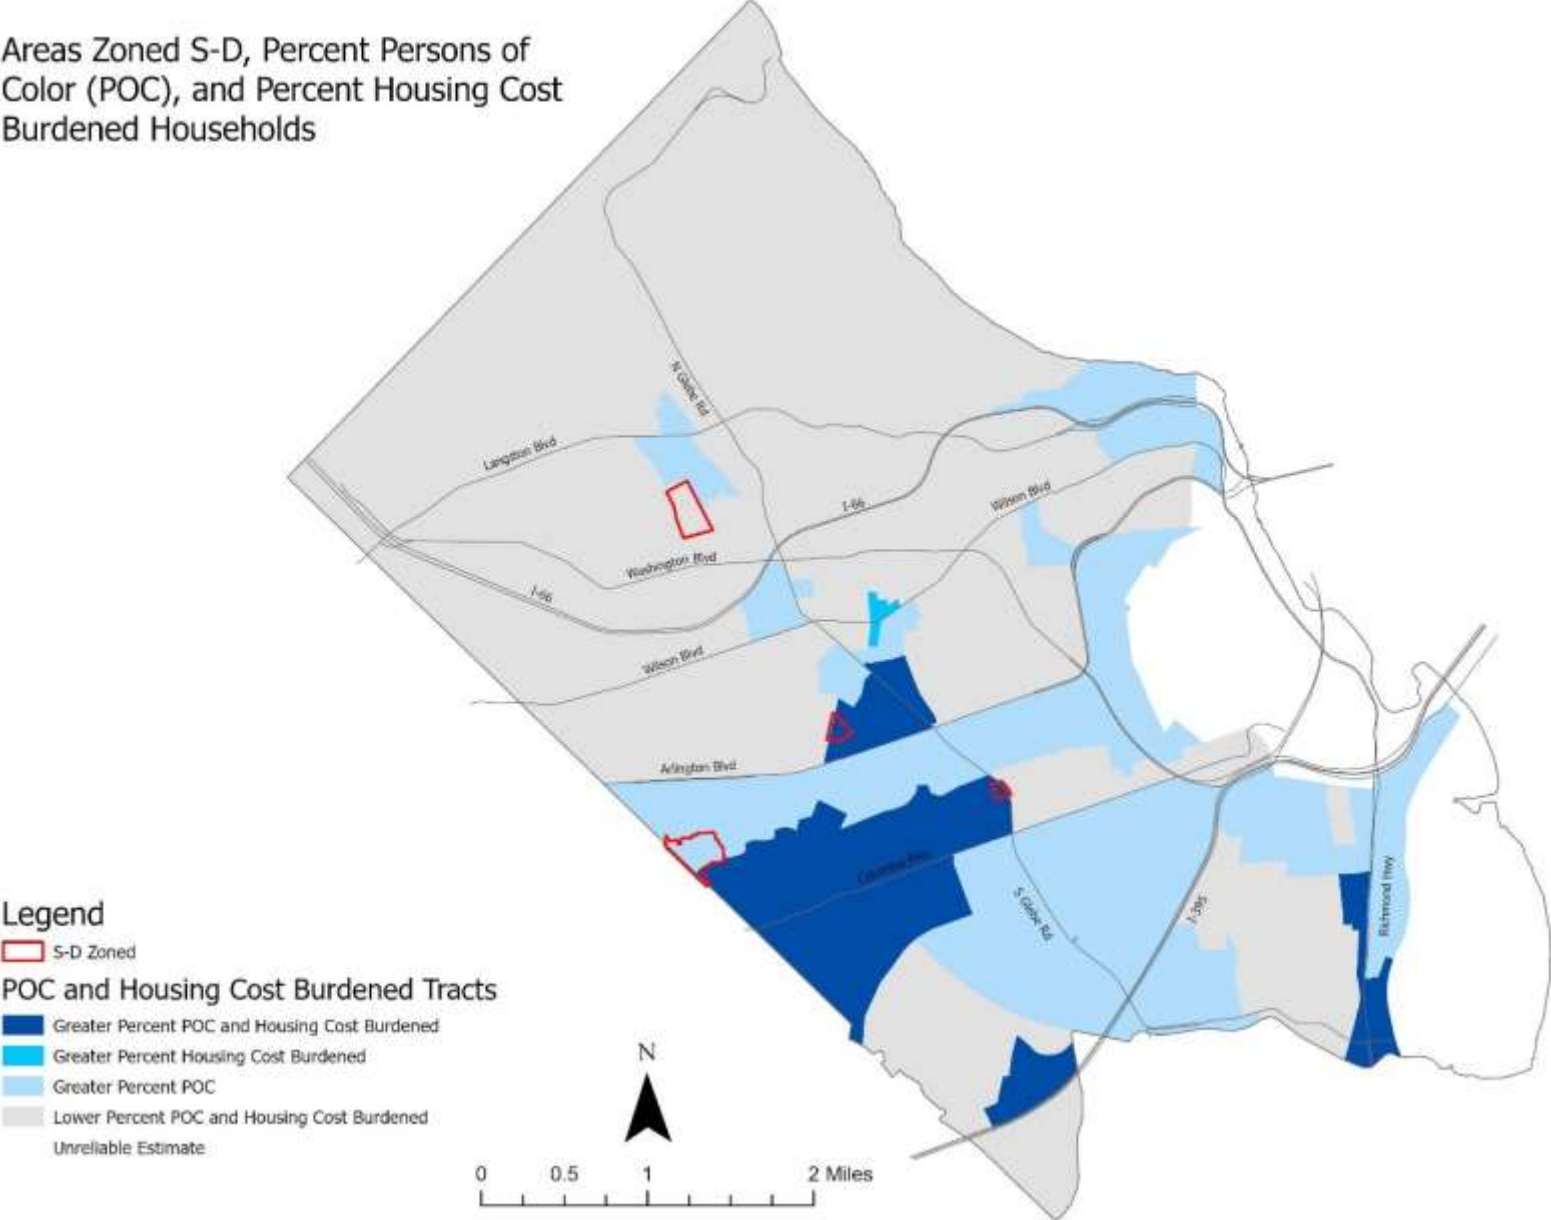 Areas Zoned S-D, Percent Persons of
Color (POC), and Percent Housing Cost
Burdened Households
N Glebe Rd
Langston Blvd
I-66
Wilson Blvd
Washington Blvd
I-66
Wilson Blvd
Arlington Blvd
S Glebe Rd
I-395
Richmond Hwy
Legend
S-D Zoned
POC and Housing Cost Burdened Tracts
Greater Percent POC and Housing Cost Burdened
Greater Percent Housing Cost Burdened
Greater Percent POC
Lower Percent POC and Housing Cost Burdened
Unreliable Estimate
N
0 0.5 1 2 Miles